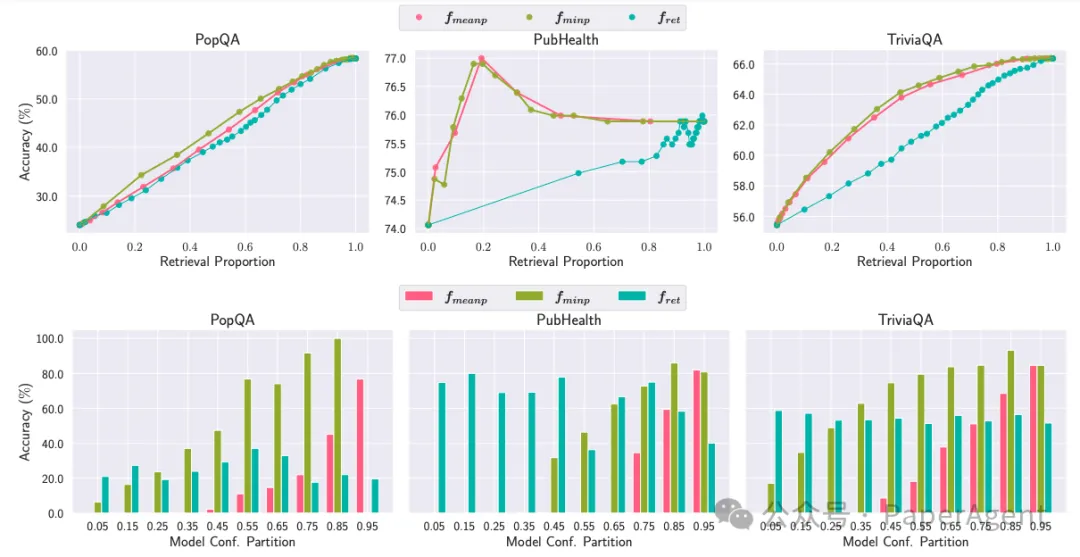 f_meanp f_minp f_ret
PopQA PubHealth TriviaQA
Accuracy (%)
60.0
50.0
40.0
30.0
77.0
76.5
76.0
75.5
75.0
74.5
74.0
66.0
64.0
62.0
60.0
58.0
56.0
0.0 0.2 0.4 0.6 0.8 1.0
0.0 0.2 0.4 0.6 0.8 1.0
0.0 0.2 0.4 0.6 0.8 1.0
Retrieval Proportion Retrieval Proportion Retrieval Proportion
f_meanp f_minp f_ret
PopQA PubHealth TriviaQA
Accuracy (%)
100.0
80.0
60.0
40.0
20.0
0.0
0.05 0.15 0.25 0.35 0.45 0.55 0.65 0.75 0.85 0.95
0.05 0.15 0.25 0.35 0.45 0.55 0.65 0.75 0.85 0.95
0.05 0.15 0.25 0.35 0.45 0.55 0.65 0.75 0.85 0.95
Model Conf. Partition Model Conf. Partition Model Conf. Partition
公众号 · PaperAgent